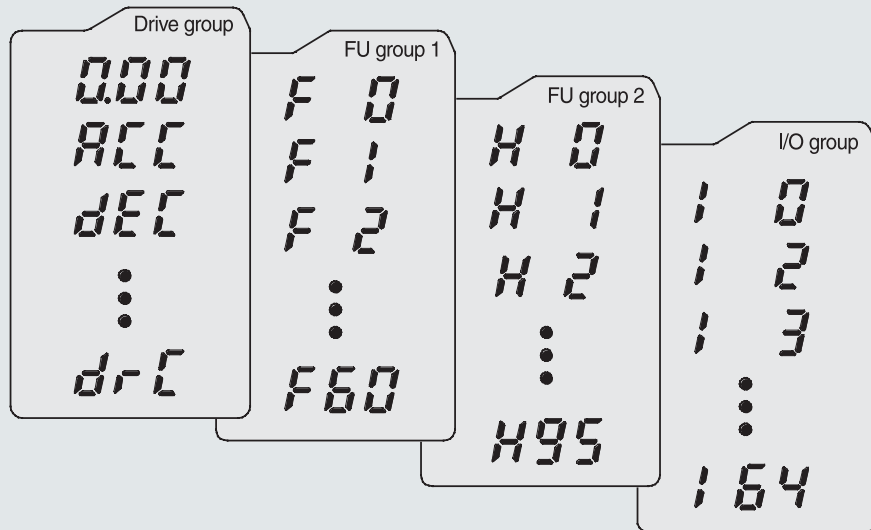 Drive group
0.00
ACC
dEC
drC
FU group 1
F 0
F 1
F 2
F60
FU group 2
H 0
H 1
H 2
H95
I/O group
I 0
I 2
I 3
I 64